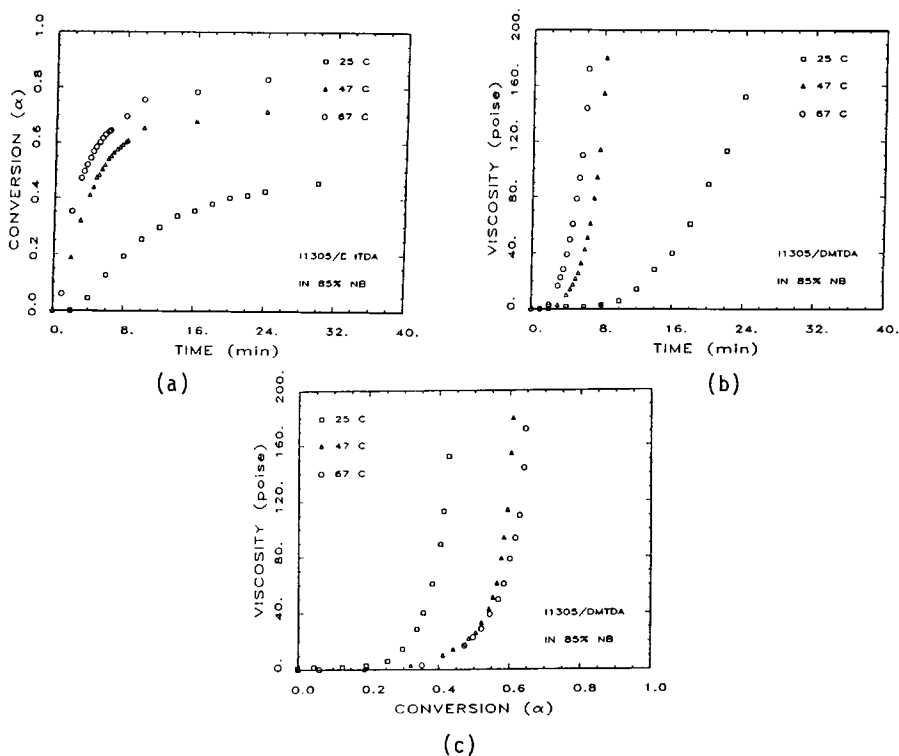 CONVERSION (α)
0.0 0.2 0.4 0.6 0.8 1.0
25 C
47 C
67 C
IN 85% NB
0. 8. 16. 24. 32. 40.
TIME (min)
(a)
VISCOSITY (poise)
0. 40. 80. 120. 160. 200.
25 C
47 C
67 C
I1305/DMTDA
IN 85% NB
0. 8. 16. 24. 32. 40.
TIME (min)
(b)
VISCOSITY (poise)
0. 40. 80. 120. 160. 200.
25 C
47 C
67 C
I1305/DMTDA
IN 85% NB
0.0 0.2 0.4 0.6 0.8 1.0
CONVERSION (α)
(c)